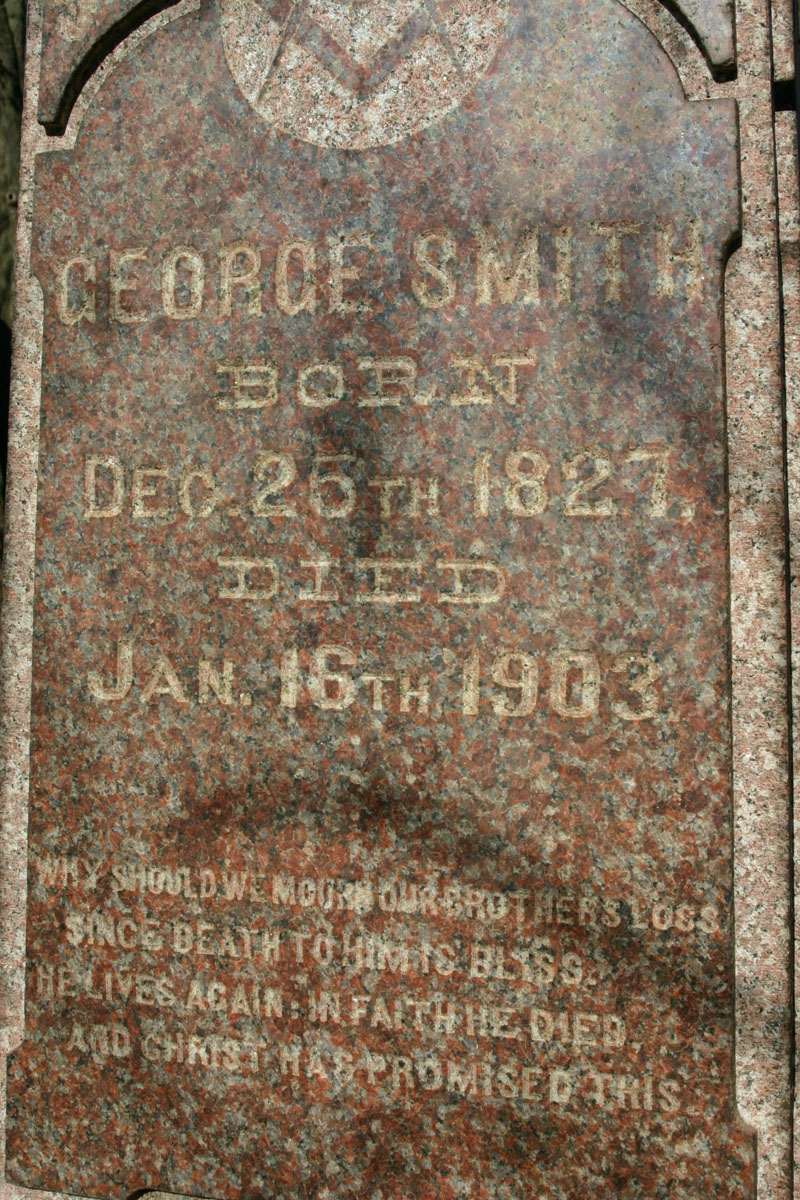 GEORGE SMITH
BORN
DEC. 25TH 1827,
DIED
JAN. 16TH, 1903.
WHY SHOULD WE MOURN OUR BROTHERS LOSS
SINCE DEATH TO HIM IS BLISS.
HE LIVES AGAIN: IN FAITH HE DIED,
AND CHRIST HAS PROMISED THIS.